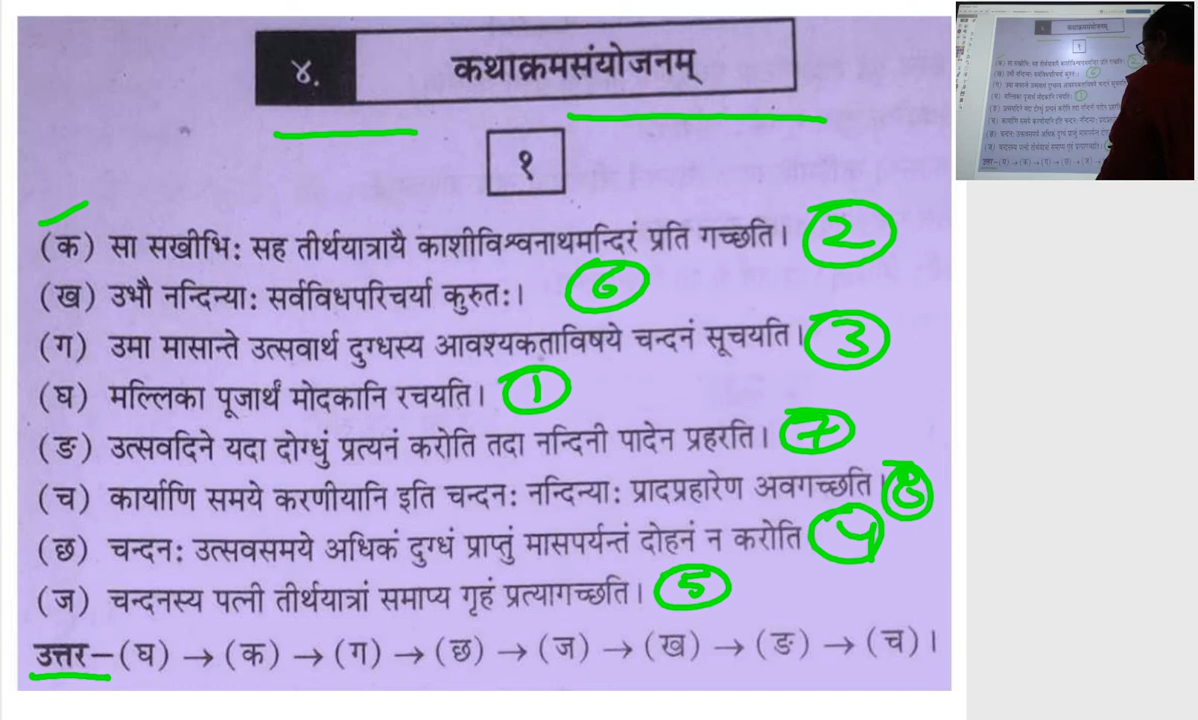 ४. कथाक्रमसंयोजनम्
१
(क) सा सखीभिः सह तीर्थयात्रायै काशीविश्वनाथमन्दिरं प्रति गच्छति। 2
(ख) उभौ नन्दिन्याः सर्वविधपरिचर्यां कुरुतः। 6
(ग) उमा मासान्ते उत्सवार्थं दुग्धस्य आवश्यकताविषये चन्दनं सूचयति। 3
(घ) मल्लिका पूजार्थं मोदकानि रचयति। 1
(ङ) उत्सवदिने यदा दोग्धुं प्रत्यनं करोति तदा नन्दिनी पादेन प्रहरति। 7
(च) कार्याणि समये करणीयानि इति चन्दनः नन्दिन्याः प्रादप्रहारेण अवगच्छति। 8
(छ) चन्दनः उत्सवसमये अधिकं दुग्धं प्राप्तुं मासपर्यन्तं दोहनं न करोति 4
(ज) चन्दनस्य पत्नी तीर्थयात्रां समाप्य गृहं प्रत्यागच्छति। 5
उत्तर–(घ) → (क) → (ग) → (छ) → (ज) → (ख) → (ङ) → (च)।